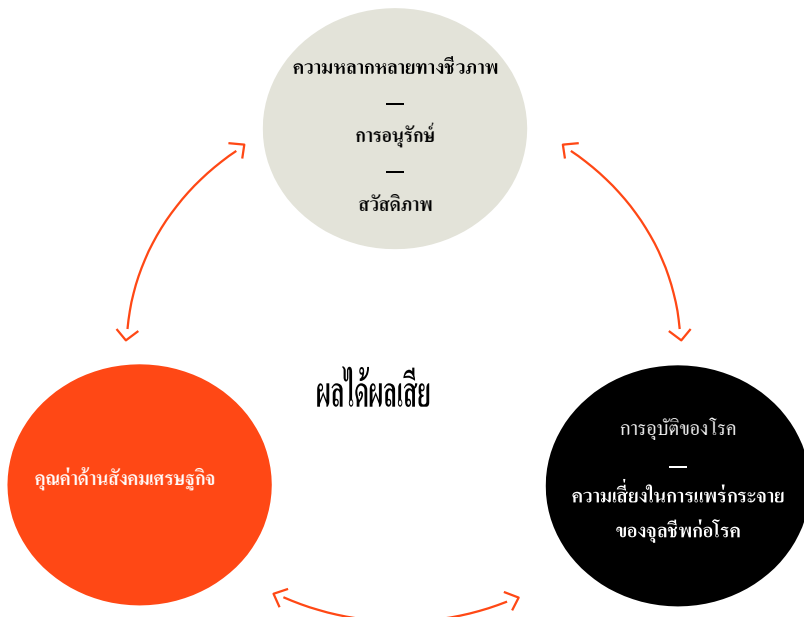 ความหลากหลายทางชีวภาพ
—
การอนุรักษ์
—
สวัสดิภาพ
ผลได้ผลเสีย
คุณค่าด้านสังคมเศรษฐกิจ
การอุบัติของโรค
—
ความเสี่ยงในการแพร่กระจาย
ของจุลชีพก่อโรค